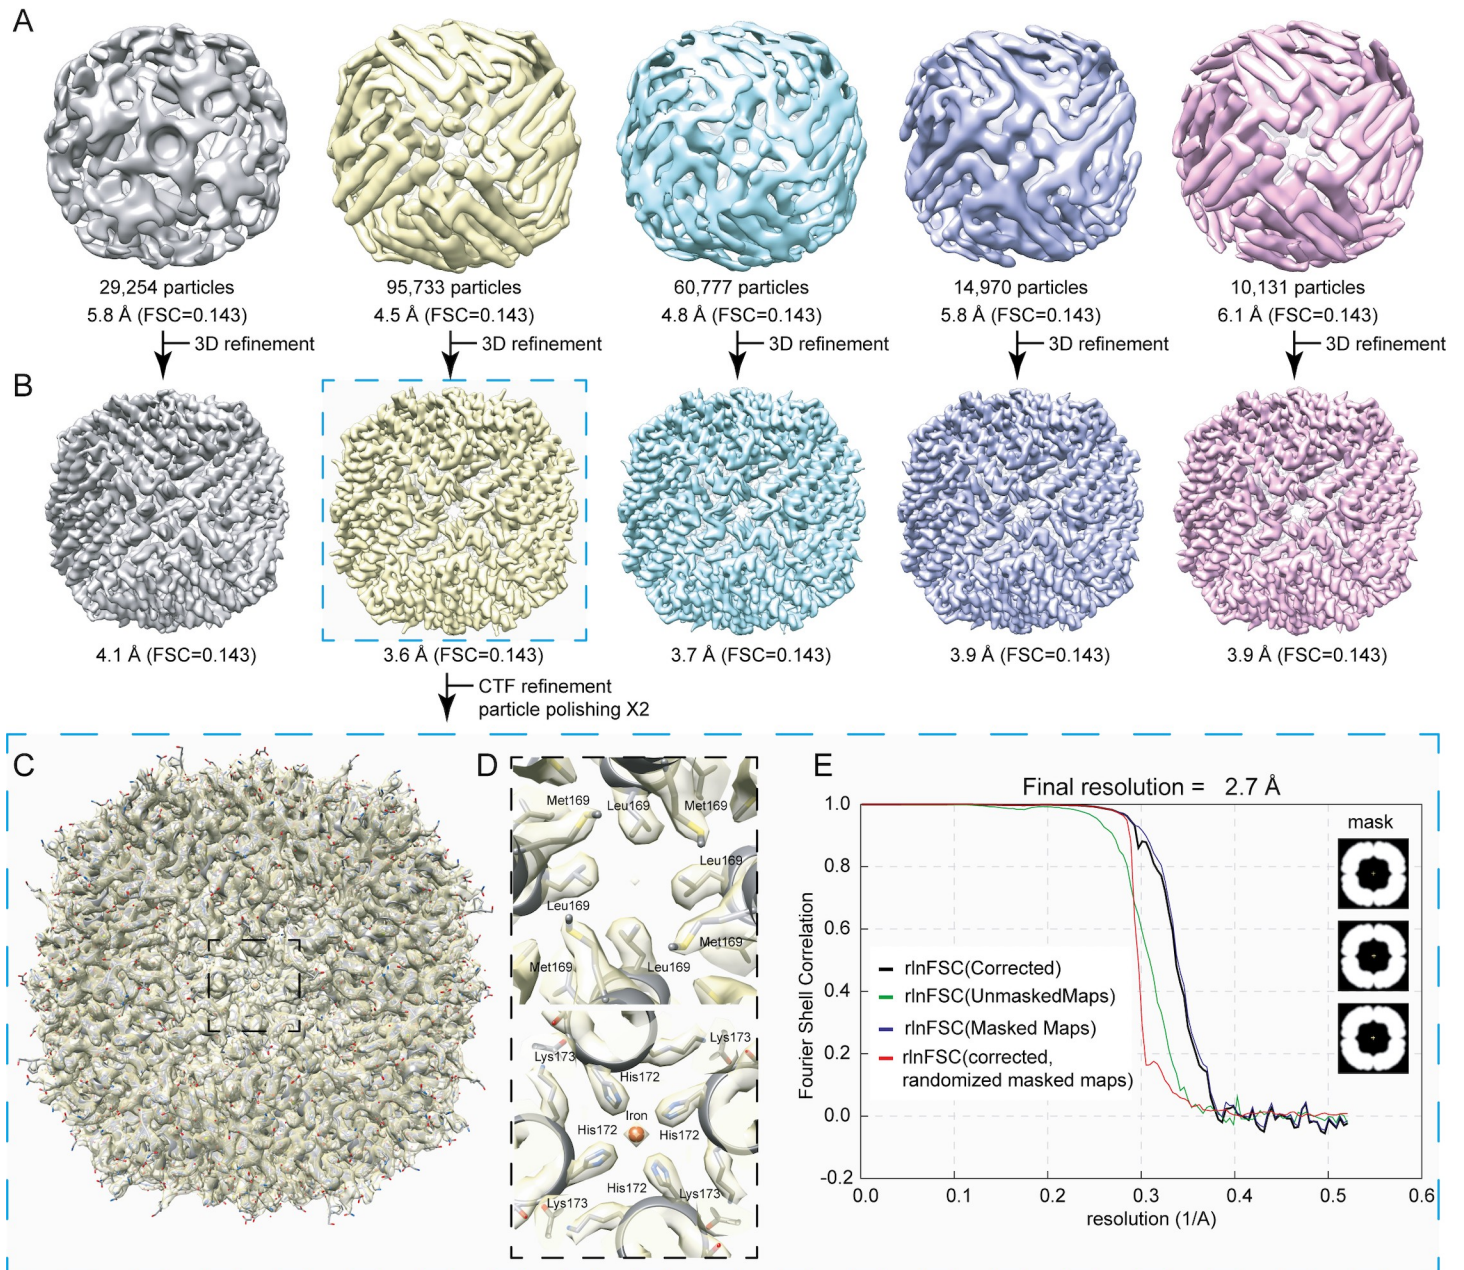 A
29,254 particles
5.8 Å (FSC=0.143)
3D refinement
95,733 particles
4.5 Å (FSC=0.143)
3D refinement
60,777 particles
4.8 Å (FSC=0.143)
3D refinement
14,970 particles
5.8 Å (FSC=0.143)
3D refinement
10,131 particles
6.1 Å (FSC=0.143)
3D refinement
B
4.1 Å (FSC=0.143)
3.6 Å (FSC=0.143)
3.7 Å (FSC=0.143)
3.9 Å (FSC=0.143)
3.9 Å (FSC=0.143)
CTF refinement
particle polishing X2
C
D
Met169
Leu169
Met169
Leu169
Leu169
Met169
Met169
Leu169
Lys173
Lys173
His172
Iron
His172
His172
His172
Lys173
Lys173
E
Final resolution = 2.7 Å
Fourier Shell Correlation
1.0
0.8
0.6
0.4
0.2
0.0
-0.2
mask
rlnFSC(Corrected)
rlnFSC(UnmaskedMaps)
rlnFSC(Masked Maps)
rlnFSC(corrected,
randomized masked maps)
0.0
0.1
0.2
0.3
0.4
0.5
0.6
resolution (1/A)